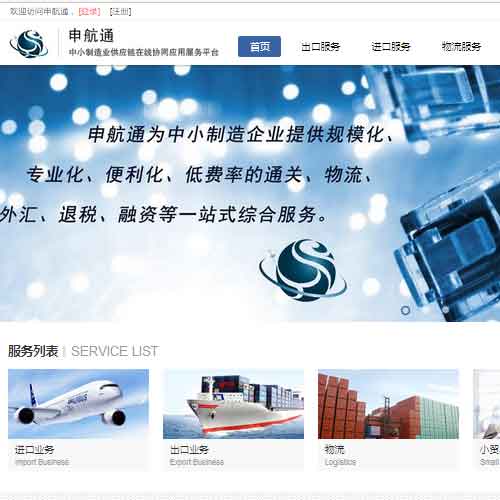 欢迎访问申航通，[登录] [注册]
申航通
中小制造业供应链在线协同应用服务平台
首页 出口服务 进口服务 物流服务
申航通为中小制造企业提供规模化、
专业化、便利化、低费率的通关、物流、
外汇、退税、融资等一站式综合服务。
服务列表 | SERVICE LIST
进口业务 出口业务 物流 小贸
Import Business Export Business Logistics Small